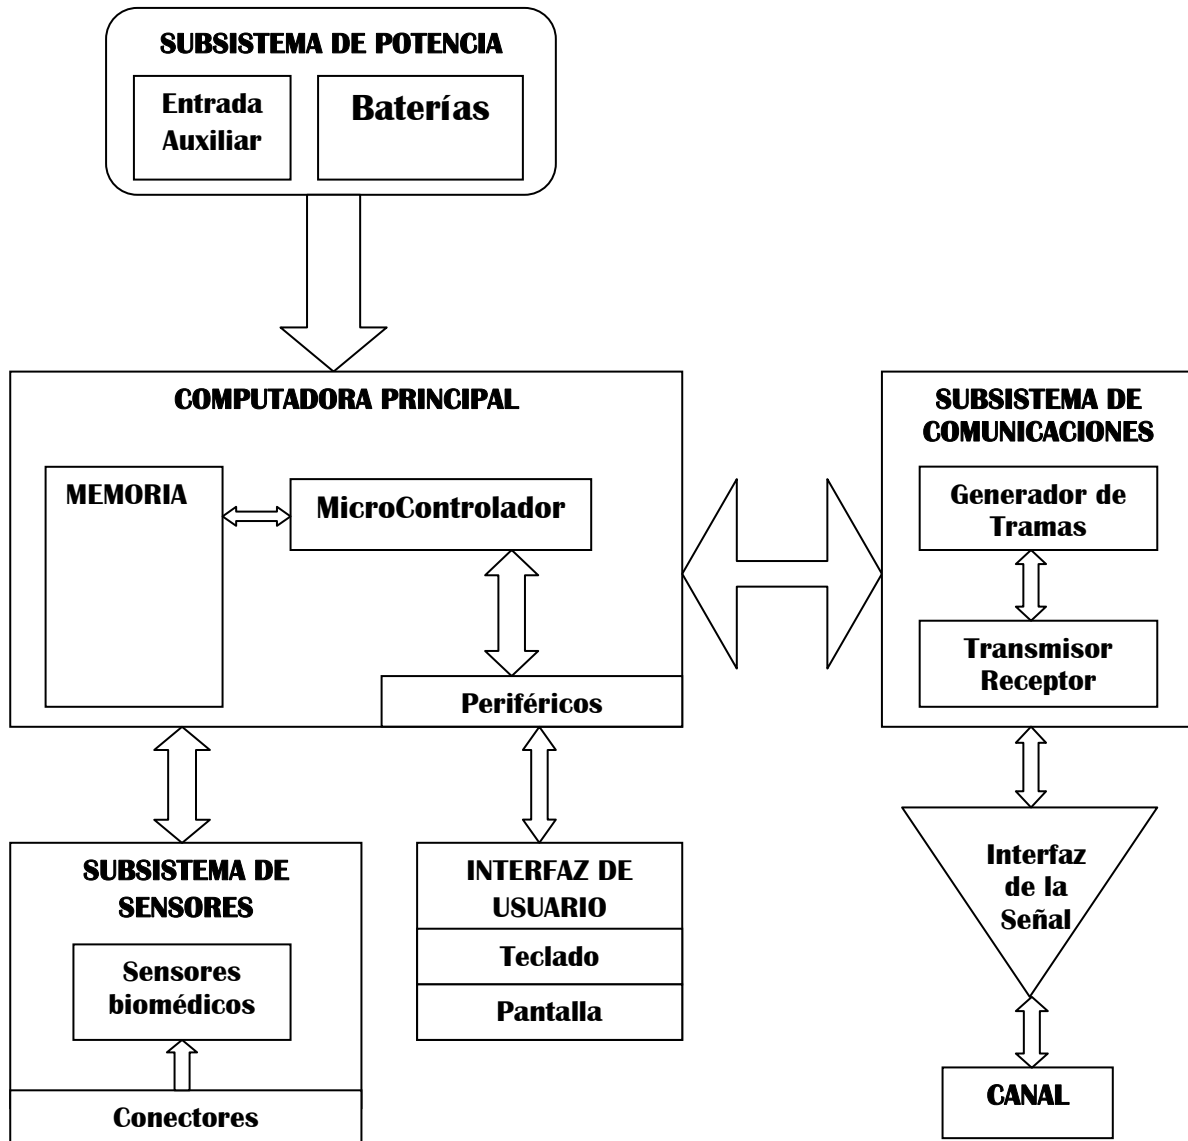 SUBSISTEMA DE POTENCIA
Entrada
Auxiliar
Baterías
COMPUTADORA PRINCIPAL
MEMORIA
MicroControlador
Periféricos
SUBSISTEMA DE
COMUNICACIONES
Generador de
Tramas
Transmisor
Receptor
SUBSISTEMA DE
SENSORES
Sensores
biomédicos
Conectores
INTERFAZ DE
USUARIO
Teclado
Pantalla
Interfaz
de la
Señal
CANAL